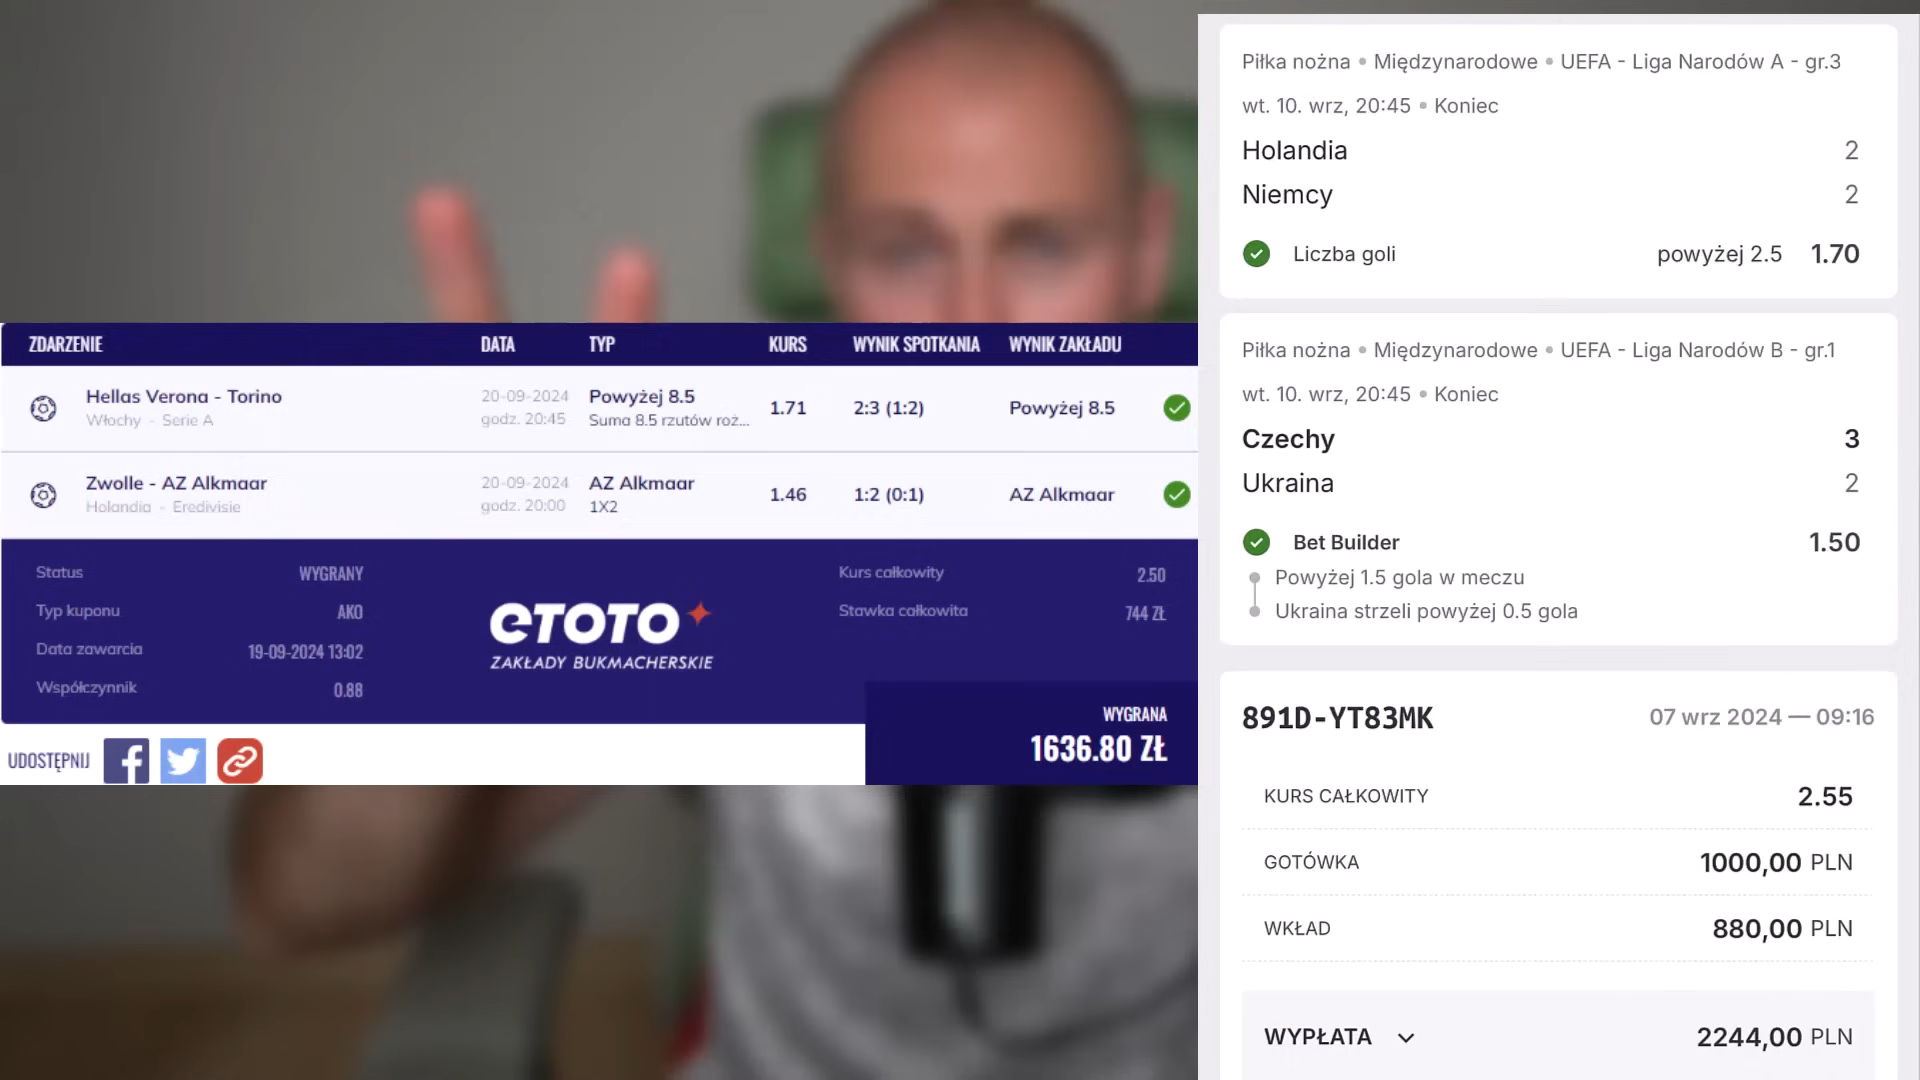 ZDARZENIE DATA TYP KURS WYNIK SPOTKANIA WYNIK ZAKŁADU
Hellas Verona - Torino 20-09-2024 Powyżej 8.5 1.71 2:3 (1:2) Powyżej 8.5
Włochy - Serie A godz. 20:45 Suma 8.5 rzutów roż...
Zwolle - AZ Alkmaar 20-09-2024 AZ Alkmaar 1.46 1:2 (0:1) AZ Alkmaar
Holandia - Eredivisie godz. 20:00 1X2
Status WYGRANY
Typ kuponu AKO
Data zawarcia 19-09-2024 13:02
Współczynnik 0.88
eTOTO
ZAKŁADY BUKMACHERSKIE
Kurs całkowity 2.50
Stawka całkowita 744 ZŁ
WYGRANA
1636.80 ZŁ
UDOSTĘPNIJ
Piłka nożna • Międzynarodowe • UEFA - Liga Narodów A - gr.3
wt. 10. wrz, 20:45 • Koniec
Holandia 2
Niemcy 2
Liczba goli powyżej 2.5 1.70
Piłka nożna • Międzynarodowe • UEFA - Liga Narodów B - gr.1
wt. 10. wrz, 20:45 • Koniec
Czechy 3
Ukraina 2
Bet Builder 1.50
Powyżej 1.5 gola w meczu
Ukraina strzeli powyżej 0.5 gola
891D-YT83MK 07 wrz 2024 — 09:16
KURS CAŁKOWITY 2.55
GOTÓWKA 1000,00 PLN
WKŁAD 880,00 PLN
WYPŁATA 2244,00 PLN